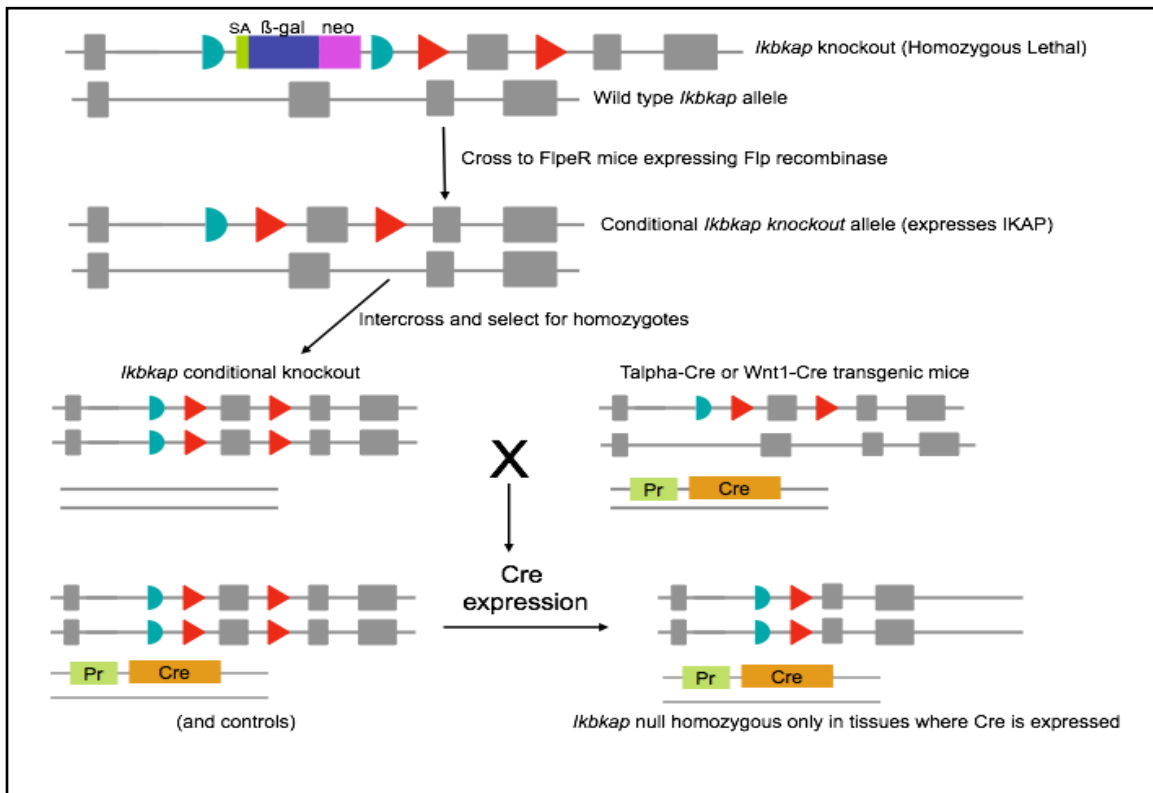 SA ß-gal neo
Ikbkap knockout (Homozygous Lethal)
Wild type Ikbkap allele
Cross to FlpeR mice expressing Flp recombinase
Conditional Ikbkap knockout allele (expresses IKAP)
Intercross and select for homozygotes
Ikbkap conditional knockout
Talpha-Cre or Wnt1-Cre transgenic mice
X
Pr Cre
Cre
expression
Pr Cre
Pr Cre
(and controls)
Ikbkap null homozygous only in tissues where Cre is expressed